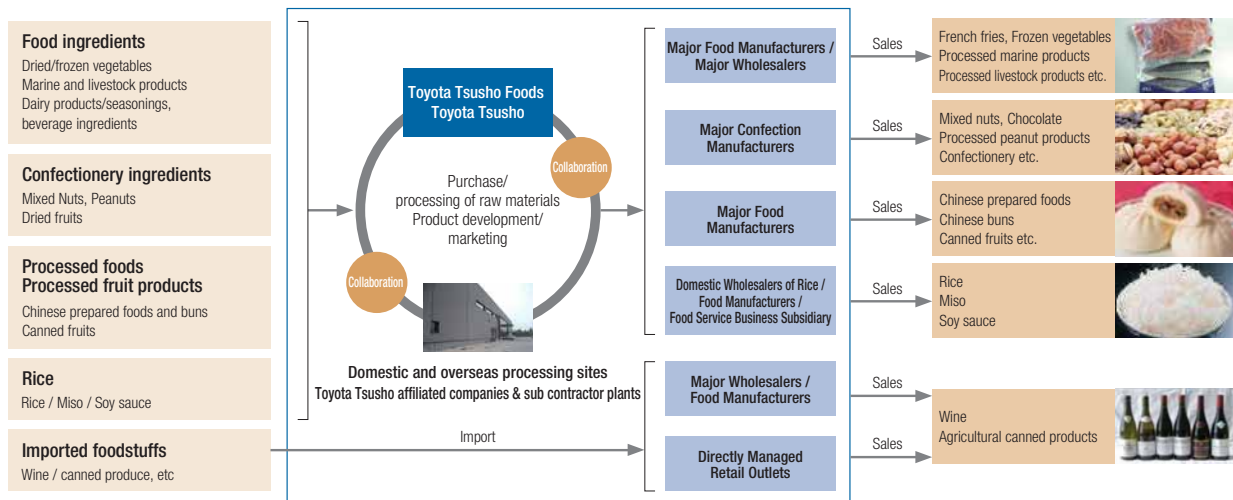 Food ingredients
Dried/frozen vegetables
Marine and livestock products
Dairy products/seasonings,
beverage ingredients
Confectionery ingredients
Mixed Nuts, Peanuts
Dried fruits
Processed foods
Processed fruit products
Chinese prepared foods and buns
Canned fruits
Rice
Rice / Miso / Soy sauce
Imported foodstuffs
Wine / canned produce, etc
Toyota Tsusho Foods
Toyota Tsusho
Collaboration
Purchase/
processing of raw materials
Product development/
marketing
Collaboration
Domestic and overseas processing sites
Toyota Tsusho affiliated companies & sub contractor plants
Import
Major Food Manufacturers /
Major Wholesalers
Major Confection
Manufacturers
Major Food
Manufacturers
Domestic Wholesalers of Rice /
Food Manufacturers /
Food Service Business Subsidiary
Major Wholesalers /
Food Manufacturers
Directly Managed
Retail Outlets
Sales
Sales
Sales
Sales
Sales
Sales
French fries, Frozen vegetables
Processed marine products
Processed livestock products etc.
Mixed nuts, Chocolate
Processed peanut products
Confectionery etc.
Chinese prepared foods
Chinese buns
Canned fruits etc.
Rice
Miso
Soy sauce
Wine
Agricultural canned products